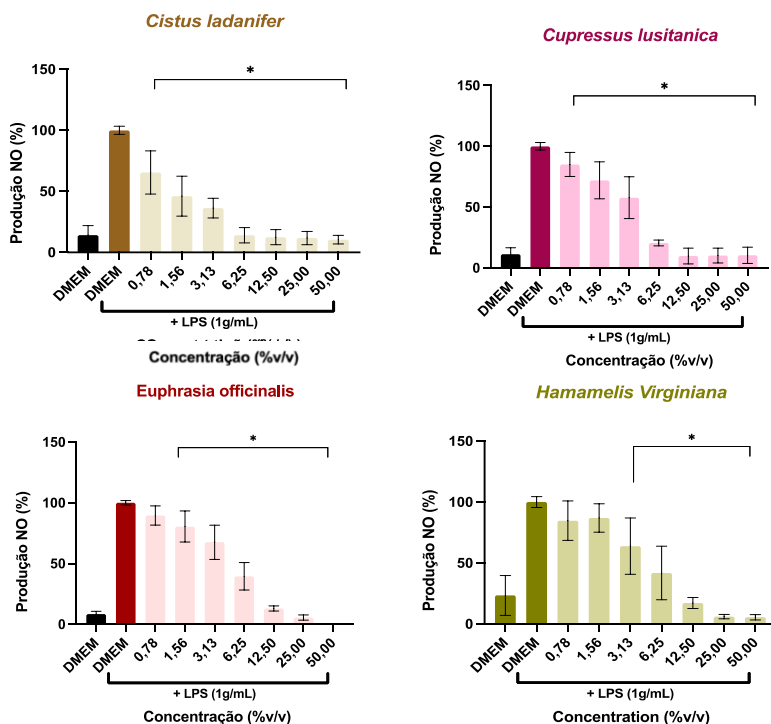 Cistus ladanifer
*
Produção NO (%)
150
100
50
0
DMEM
DMEM
0,78
1,56
3,13
6,25
12,50
25,00
50,00
+ LPS (1g/mL)
Concentração (%v/v)
Cupressus lusitanica
*
Produção NO (%)
150
100
50
0
DMEM
DMEM
0,78
1,56
3,13
6,25
12,50
25,00
50,00
+ LPS (1g/mL)
Concentração (%v/v)
Euphrasia officinalis
*
Produção NO (%)
150
100
50
0
DMEM
DMEM
0,78
1,56
3,13
6,25
12,50
25,00
50,00
+ LPS (1g/mL)
Concentração (%v/v)
Hamamelis Virginiana
*
Produção NO (%)
150
100
50
0
DMEM
DMEM
0,78
1,56
3,13
6,25
12,50
25,00
50,00
+ LPS (1g/mL)
Concentration (%v/v)